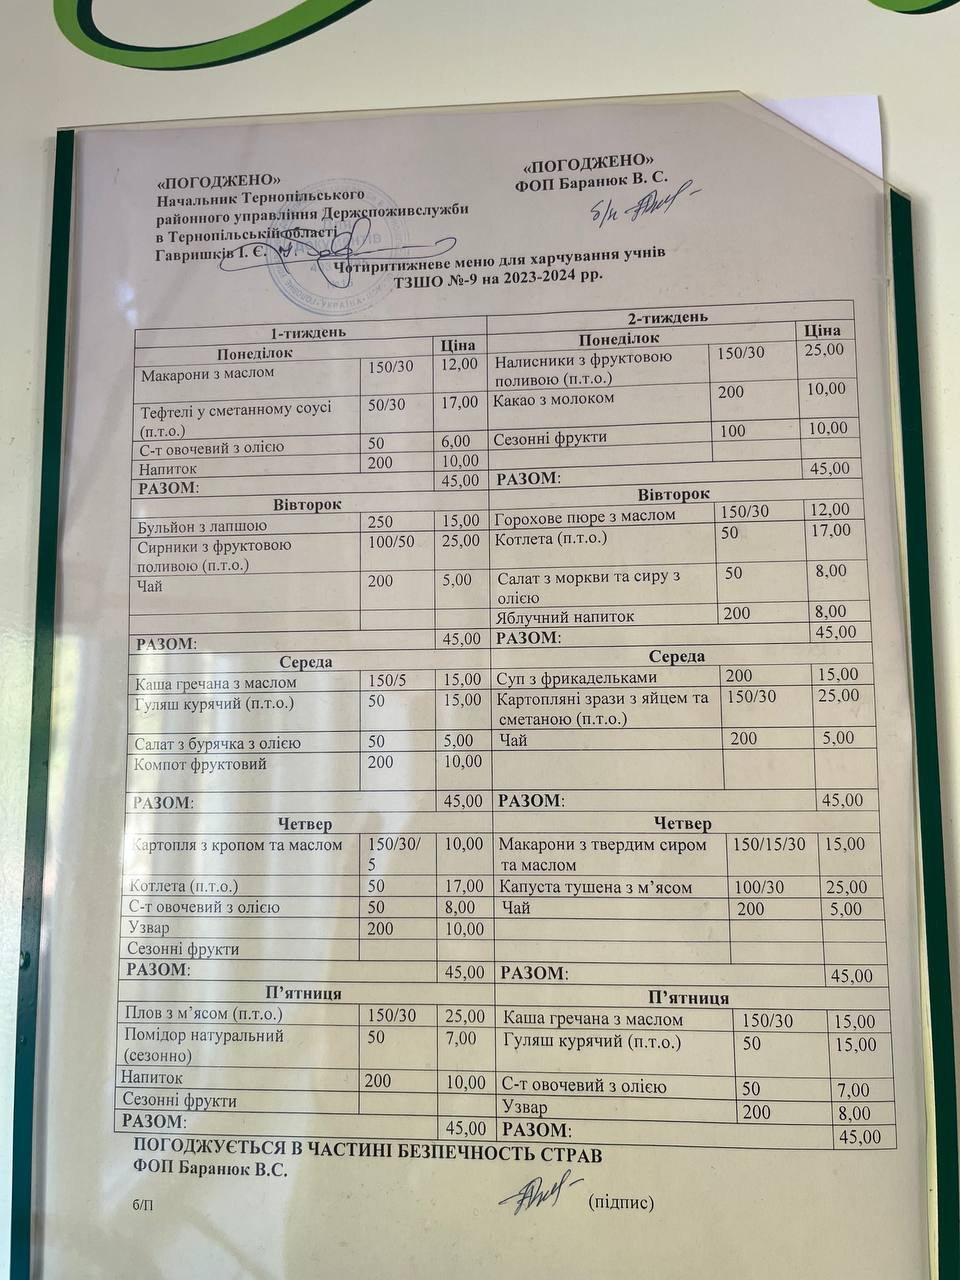 «ПОГОДЖЕНО»
Начальник Тернопільського
районного управління Держспоживслужби
в Тернопільській області
Гавришків І. Є.
«ПОГОДЖЕНО»
ФОП Баранюк В. С.
б/п
Чотиритижневе меню для харчування учнів
ТЗШО №-9 на 2023-2024 рр.
1-тиждень
Понеділок Ціна
Макарони з маслом 150/30 12,00
Тефтелі у сметанному соусі 50/30 17,00
(п.т.о.)
С-т овочевий з олією 50 6,00
Напиток 200 10,00
РАЗОМ: 45,00
Вівторок
Бульйон з лапшою 250 15,00
Сирники з фруктовою 100/50 25,00
поливою (п.т.о.)
Чай 200 5,00
РАЗОМ: 45,00
Середа
Каша гречана з маслом 150/5 15,00
Гуляш курячий (п.т.о.) 50 15,00
Салат з бурячка з олією 50 5,00
Компот фруктовий 200 10,00
РАЗОМ: 45,00
Четвер
Картопля з кропом та маслом 150/30/ 10,00
5
Котлета (п.т.о.) 50 17,00
С-т овочевий з олією 50 8,00
Узвар 200 10,00
Сезонні фрукти
РАЗОМ: 45,00
П’ятниця
Плов з м’ясом (п.т.о.) 150/30 25,00
Помідор натуральний 50 7,00
(сезонно)
Напиток 200 10,00
Сезонні фрукти
РАЗОМ: 45,00
2-тиждень
Понеділок Ціна
Налисники з фруктовою 150/30 25,00
поливою (п.т.о.)
Какао з молоком 200 10,00
Сезонні фрукти 100 10,00
РАЗОМ: 45,00
Вівторок
Горохове пюре з маслом 150/30 12,00
Котлета (п.т.о.) 50 17,00
Салат з моркви та сиру з 50 8,00
олією
Яблучний напиток 200 8,00
РАЗОМ: 45,00
Середа
Суп з фрикадельками 200 15,00
Картопляні зрази з яйцем та 150/30 25,00
сметаною (п.т.о.)
Чай 200 5,00
РАЗОМ: 45,00
Четвер
Макарони з твердим сиром 150/15/30 15,00
та маслом
Капуста тушена з м’ясом 100/30 25,00
Чай 200 5,00
РАЗОМ: 45,00
П’ятниця
Каша гречана з маслом 150/30 15,00
Гуляш курячий (п.т.о.) 50 15,00
С-т овочевий з олією 50 7,00
Узвар 200 8,00
РАЗОМ: 45,00
ПОГОДЖУЄТЬСЯ В ЧАСТИНІ БЕЗПЕЧНОСТЬ СТРАВ
ФОП Баранюк В.С.
б/П (підпис)